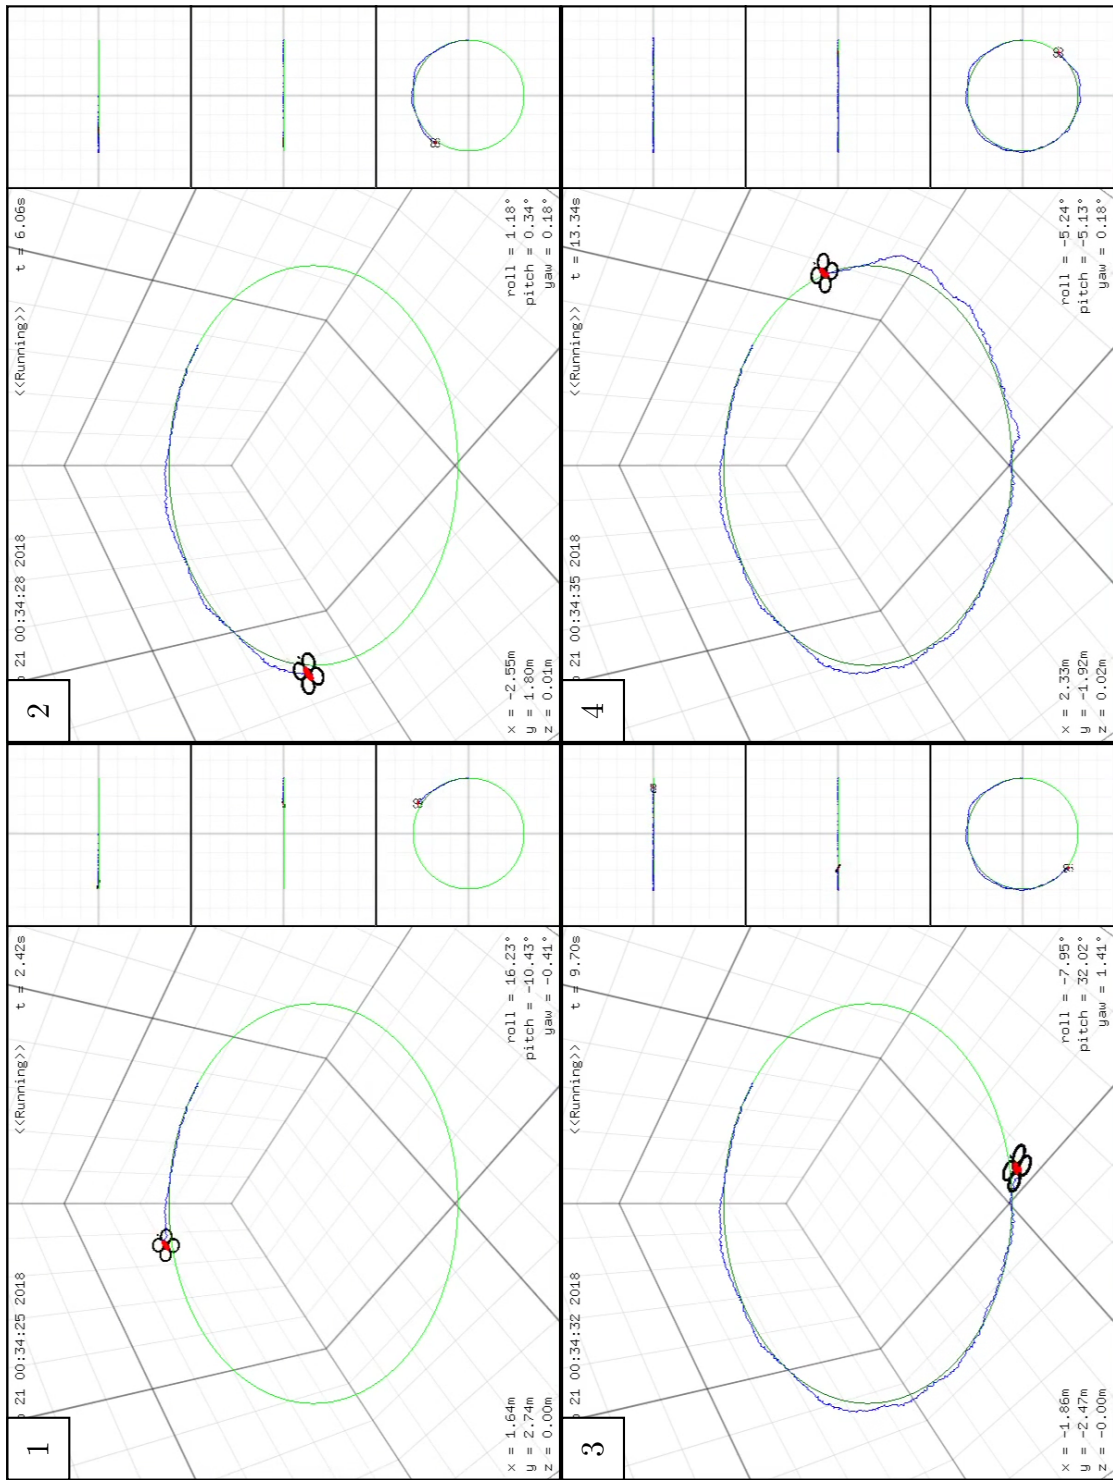 1
21 00:34:25 2018
<<Running>>
t = 2.42s
x = 1.64m
y = 2.74m
z = 0.00m
roll = 16.23°
pitch = -10.43°
yaw = -0.41°
2
21 00:34:28 2018
<<Running>>
t = 6.06s
x = -2.55m
y = 1.80m
z = 0.01m
roll = 1.18°
pitch = 0.34°
yaw = 0.18°
3
21 00:34:32 2018
<<Running>>
t = 9.70s
x = -1.86m
y = -2.47m
z = -0.00m
roll = -7.95°
pitch = 32.02°
yaw = 1.41°
4
21 00:34:35 2018
<<Running>>
t = 13.34s
x = 2.33m
y = -1.92m
z = 0.02m
roll = -5.24°
pitch = -5.13°
yaw = 0.18°